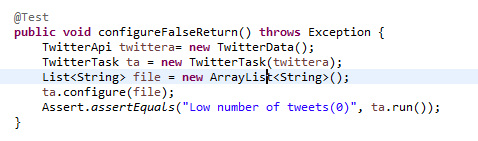 @Test
public void configureFalseReturn() throws Exception {
TwitterApi twittera= new TwitterData();
TwitterTask ta = new TwitterTask(twittera);
List<String> file = new ArrayList<String>();
ta.configure(file);
Assert.assertEquals("Low number of tweets(0)", ta.run());
}